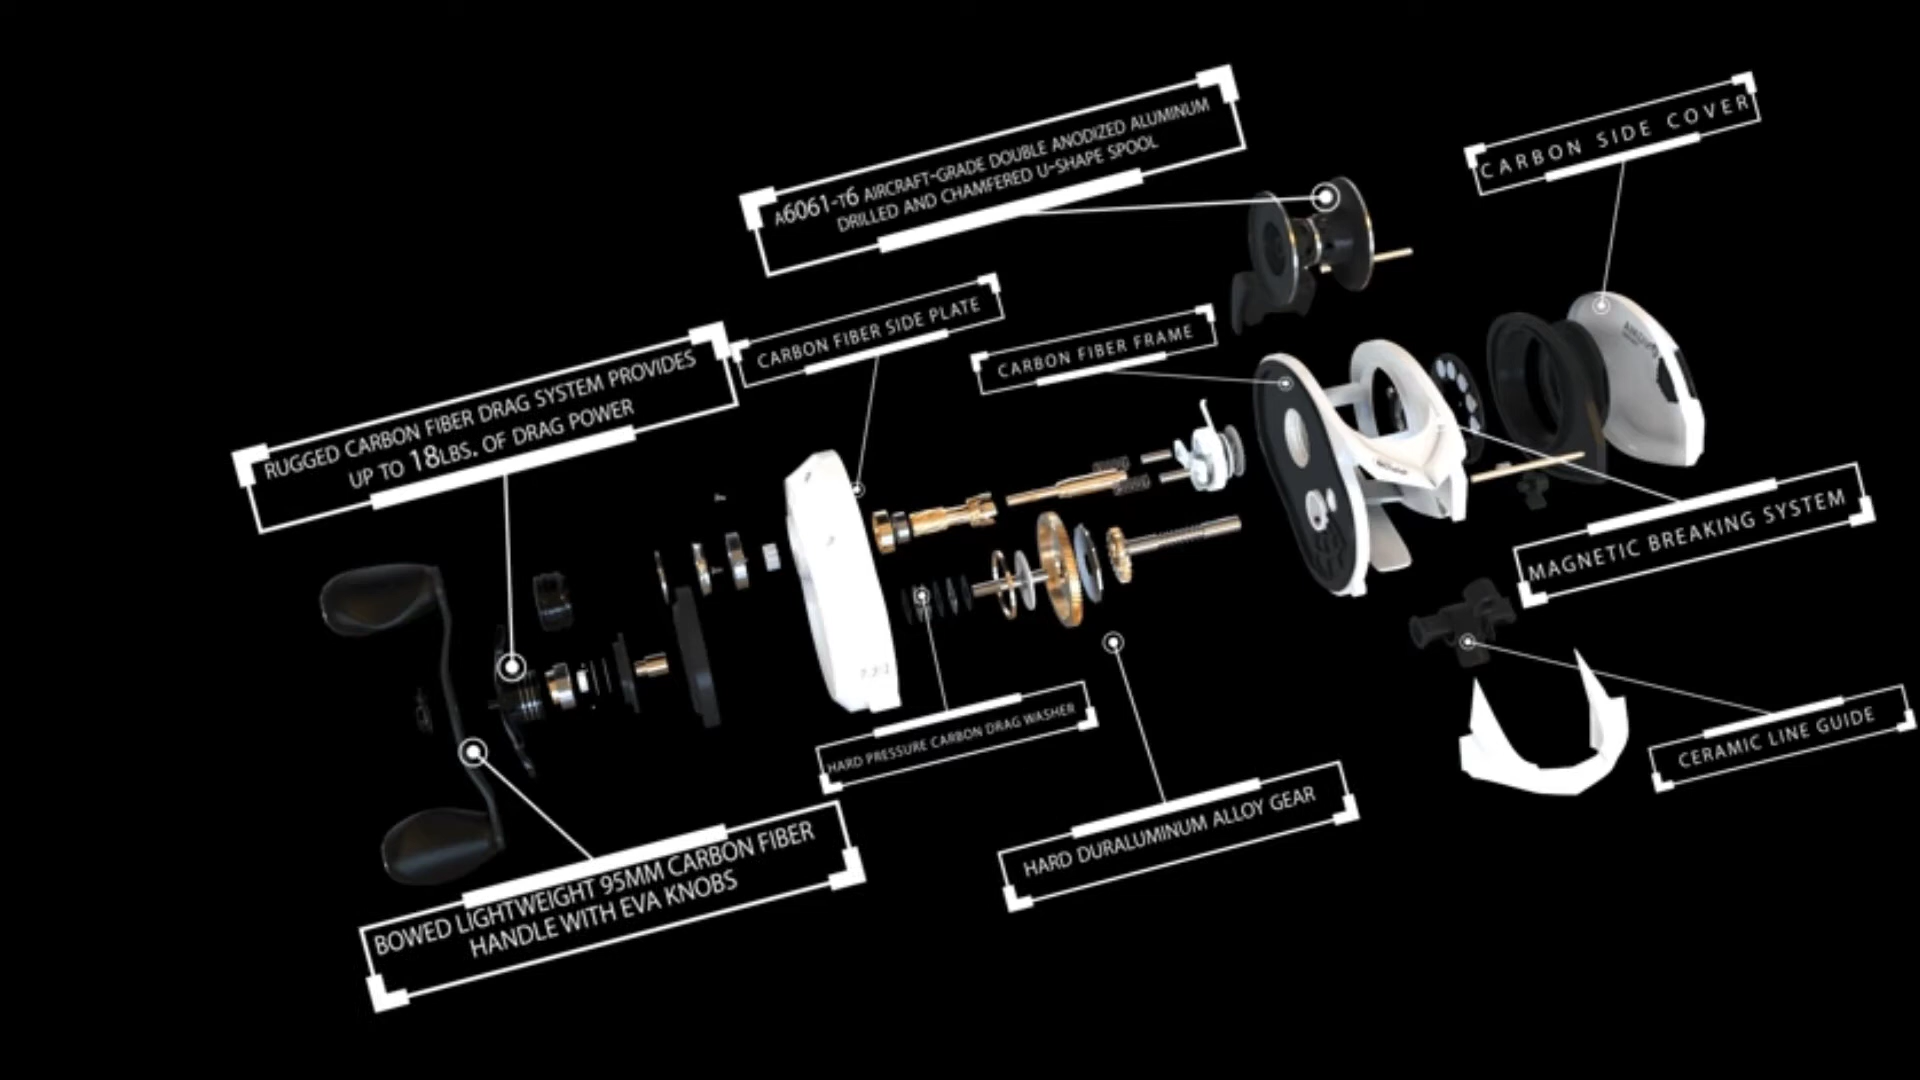 A6061-T6 AIRCRAFT-GRADE DOUBLE ANODIZED ALUMINUM
DRILLED AND CHAMFERED U-SHAPE SPOOL
CARBON SIDE COVER
CARBON FIBER SIDE PLATE
CARBON FIBER FRAME
RUGGED CARBON FIBER DRAG SYSTEM PROVIDES
UP TO 18LBS. OF DRAG POWER
MAGNETIC BREAKING SYSTEM
7.2:1
HARD PRESSURE CARBON DRAG WASHER
CERAMIC LINE GUIDE
HARD DURALUMINUM ALLOY GEAR
BOWED LIGHTWEIGHT 95MM CARBON FIBER
HANDLE WITH EVA KNOBS